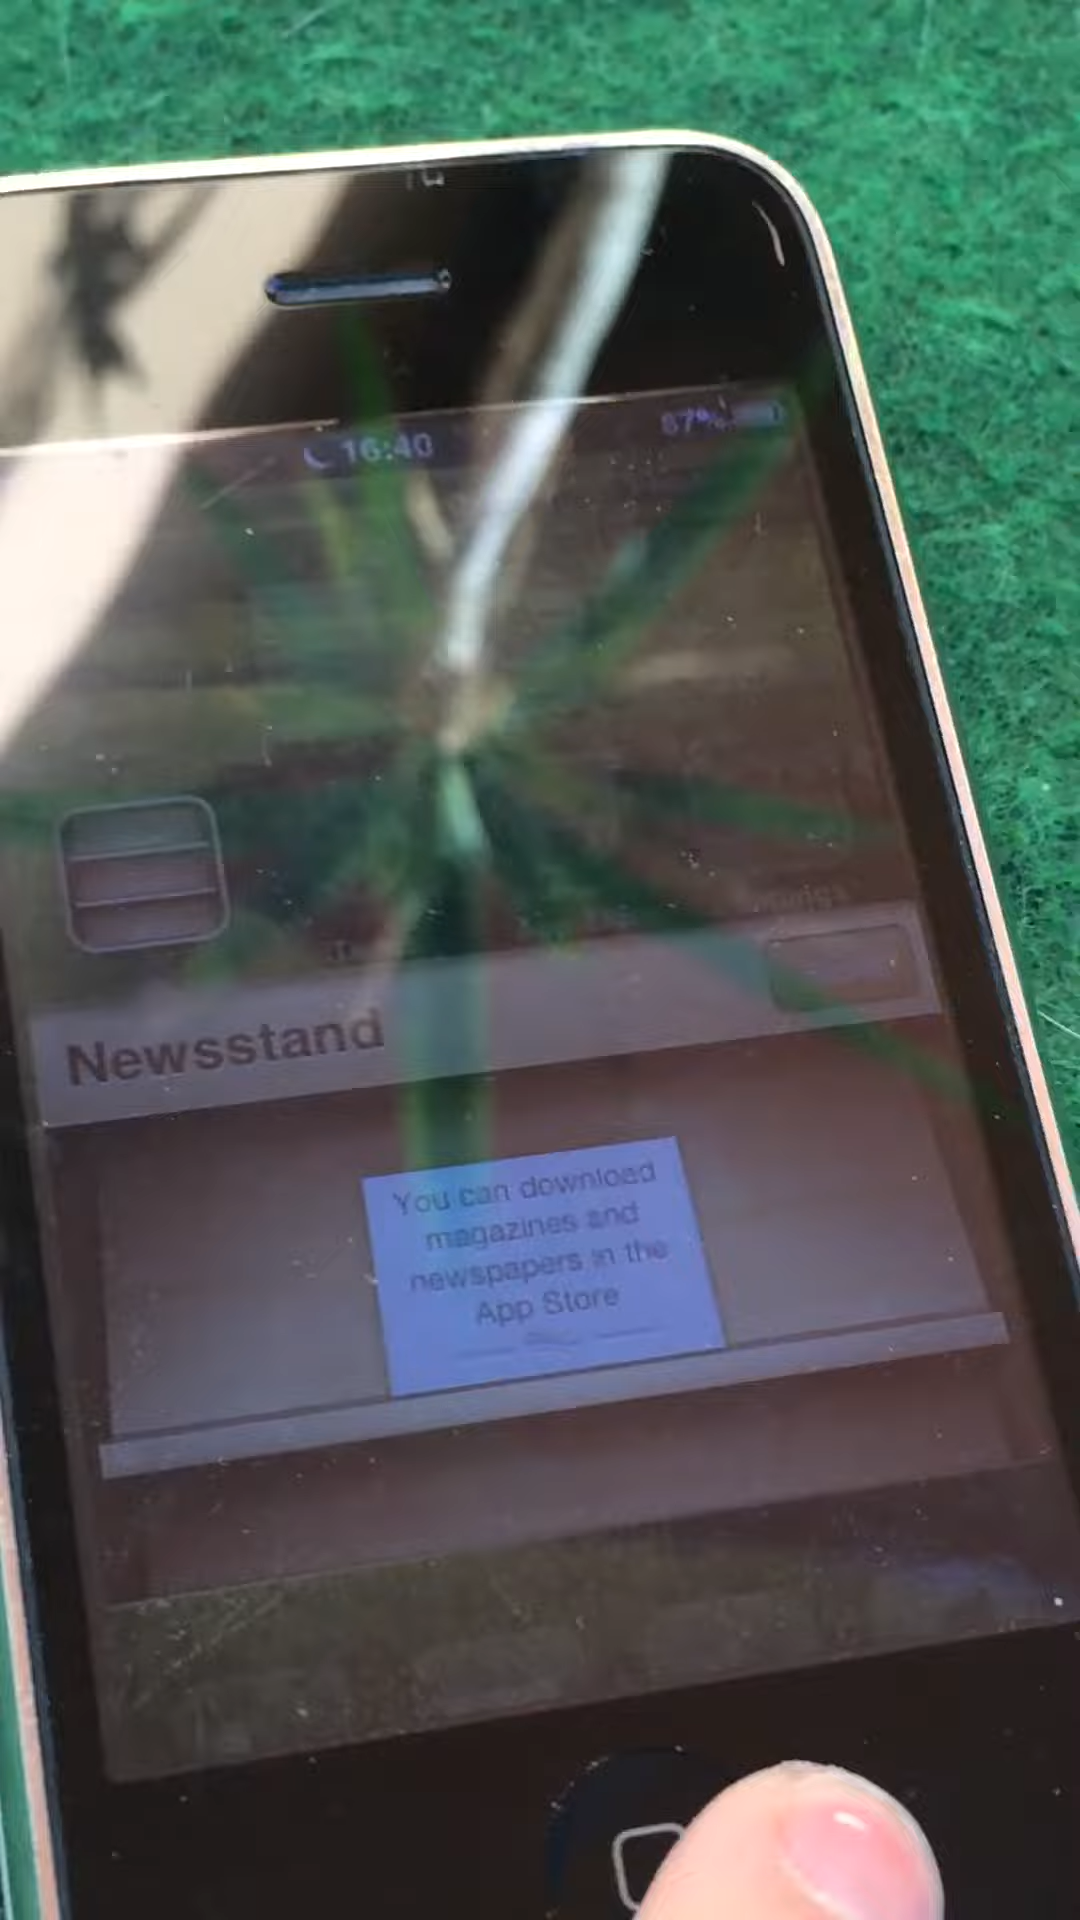 16:40 87%
Newsstand
You can download
magazines and
newspapers in the
App Store